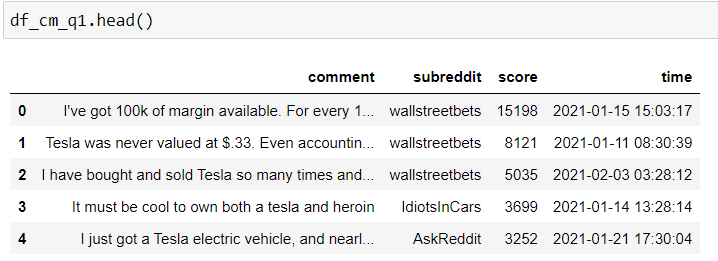 df_cm_q1.head()
comment subreddit score time
0 I've got 100k of margin available. For every 1... wallstreetbets 15198 2021-01-15 15:03:17
1 Tesla was never valued at $.33. Even accountin... wallstreetbets 8121 2021-01-11 08:30:39
2 I have bought and sold Tesla so many times and... wallstreetbets 5035 2021-02-03 03:28:12
3 It must be cool to own both a tesla and heroin IdiotsInCars 3699 2021-01-14 13:28:14
4 I just got a Tesla electric vehicle, and nearl... AskReddit 3252 2021-01-21 17:30:04